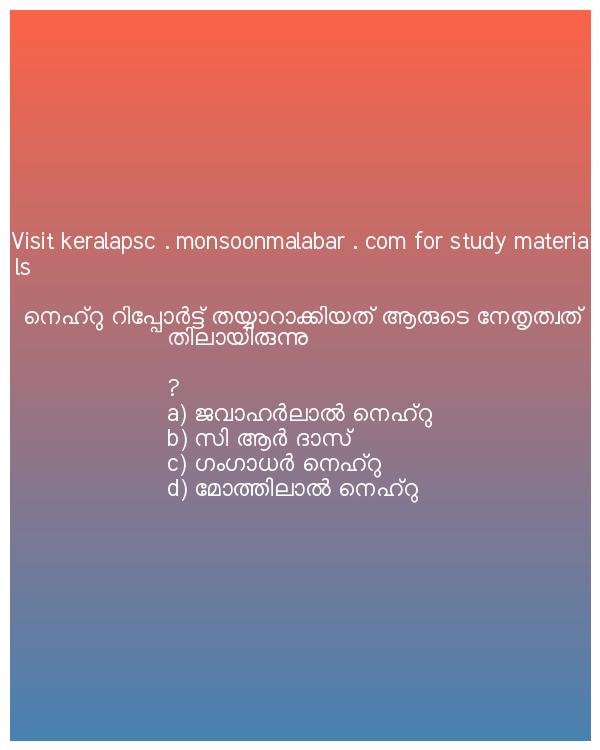 Visit keralapsc . monsoonmalabar . com for study materia
ls
നെഹ്റു റിപ്പോർട്ട് തയ്യാറാക്കിയത് ആരുടെ നേതൃത്വത്
തിലായിരുന്നു
?
a) ജവാഹർലാൽ നെഹ്റു
b) സി ആർ ദാസ്
c) ഗംഗാധർ നെഹ്റു
d) മോത്തിലാൽ നെഹ്റു